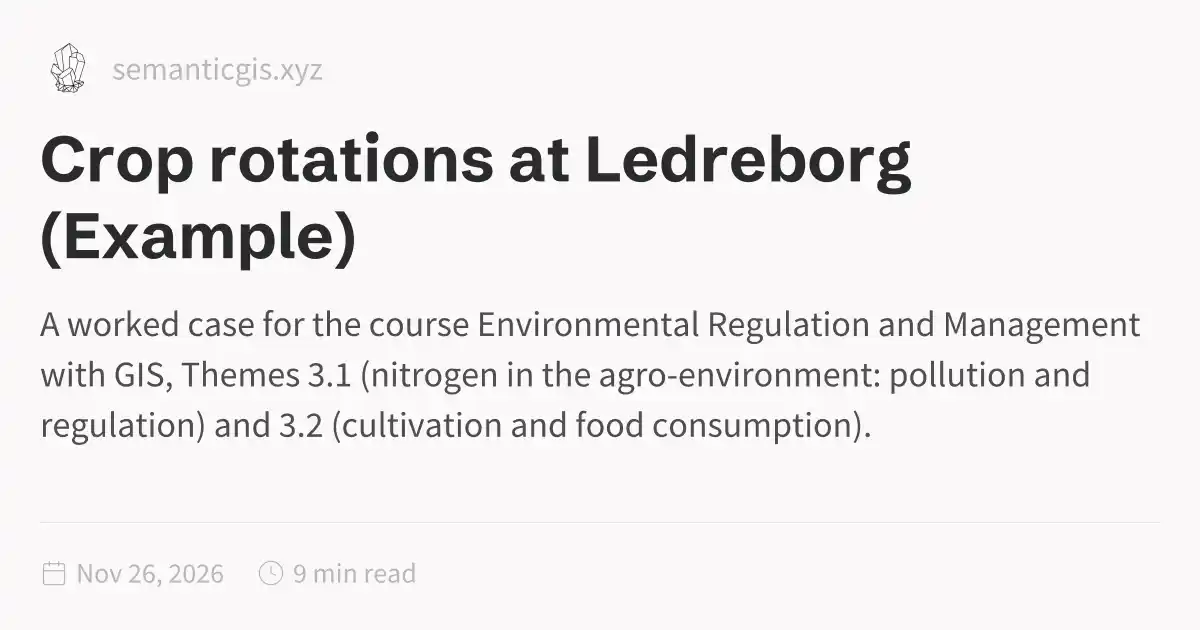 semanticgis.xyz
Crop rotations at Ledreborg
(Example)
A worked case for the course Environmental Regulation and Management
with GIS, Themes 3.1 (nitrogen in the agro-environment: pollution and
regulation) and 3.2 (cultivation and food consumption).
Nov 26, 2026 9 min read